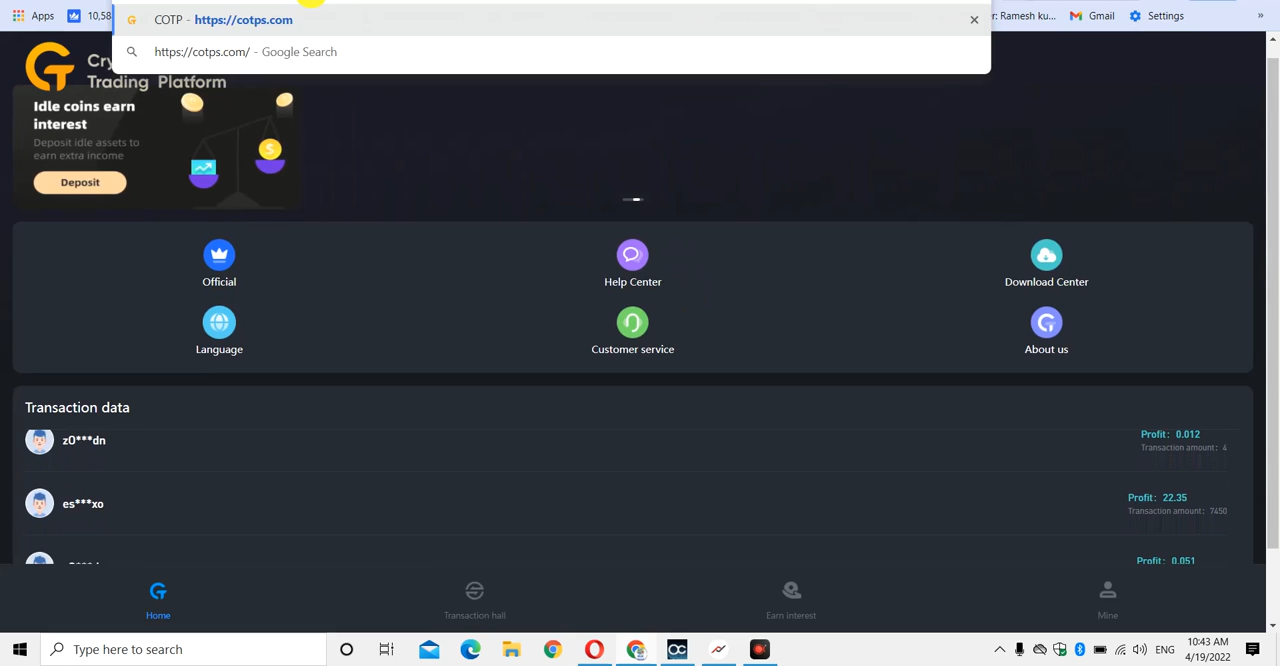 Apps
10,58
COTP - https://cotps.com
r: Ramesh ku...
Gmail
Settings
»
https://cotps.com/ - Google Search
Cry
Trading Platform
Idle coins earn
interest
Deposit idle assets to
earn extra income
Deposit
Official
Help Center
Download Center
Language
Customer service
About us
Transaction data
zO***dn
Profit: 0.012
Transaction amount: 4
es***xo
Profit: 22.35
Transaction amount: 7450
Profit: 0.051
Home
Transaction hall
Earn interest
Mine
Type here to search
ENG
10:43 AM
4/19/2022